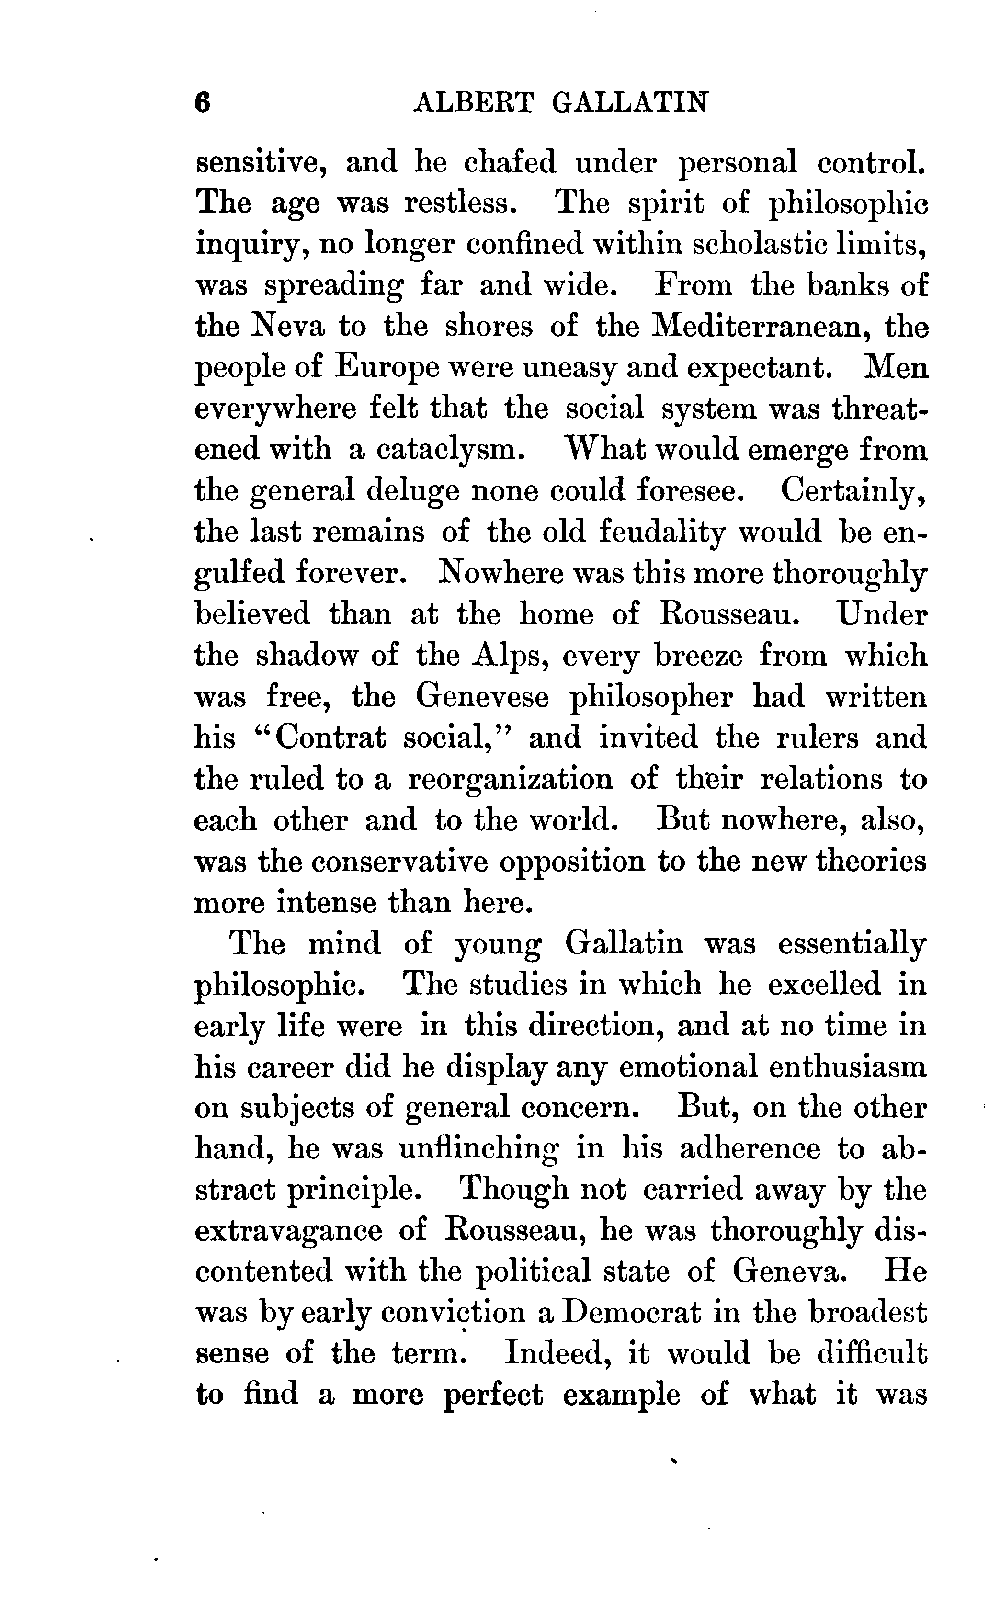 6 ALBERT GALLATIN
sensitive, and he chafed under personal control.
The age was restless. The spirit of philosophic
inquiry, no longer confined within scholastic limits,
was spreading far and wide. From the banks of
the Neva to the shores of the Mediterranean, the
people of Europe were uneasy and expectant. Men
everywhere felt that the social system was threat-
ened with a cataclysm. What would emerge from
the general deluge none could foresee. Certainly,
the last remains of the old feudality would be en-
gulfed forever. Nowhere was this more thoroughly
believed than at the home of Rousseau. Under
the shadow of the Alps, every breeze from which
was free, the Genevese philosopher had written
his "Contrat social," and invited the rulers and
the ruled to a reorganization of their relations to
each other and to the world. But nowhere, also,
was the conservative opposition to the new theories
more intense than here.
The mind of young Gallatin was essentially
philosophic. The studies in which he excelled in
early life were in this direction, and at no time in
his career did he display any emotional enthusiasm
on subjects of general concern. But, on the other
hand, he was unflinching in his adherence to ab-
stract principle. Though not carried away by the
extravagance of Rousseau, he was thoroughly dis-
contented with the political state of Geneva. He
was by early conviction a Democrat in the broadest
sense of the term. Indeed, it would be difficult
to find a more perfect example of what it was